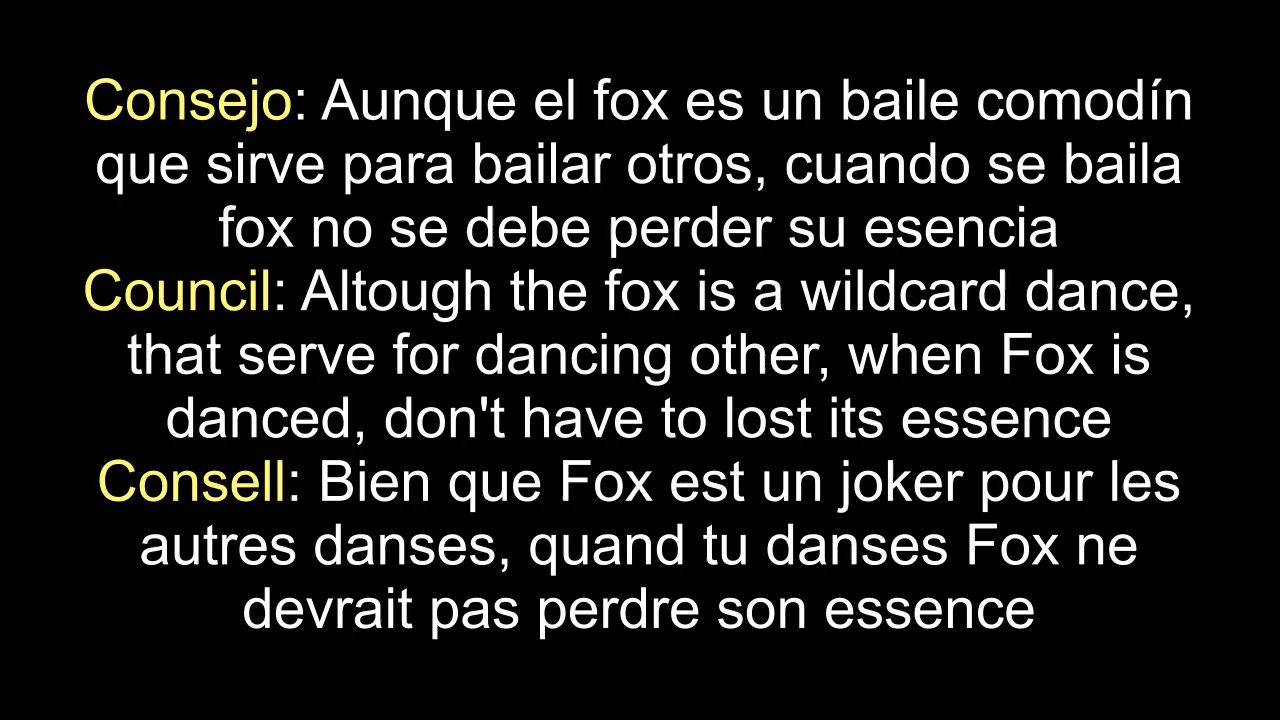 Consejo: Aunque el fox es un baile comodín
que sirve para bailar otros, cuando se baila
fox no se debe perder su esencia
Council: Altough the fox is a wildcard dance,
that serve for dancing other, when Fox is
danced, don't have to lost its essence
Consell: Bien que Fox est un joker pour les
autres danses, quand tu danses Fox ne
devrait pas perdre son essence